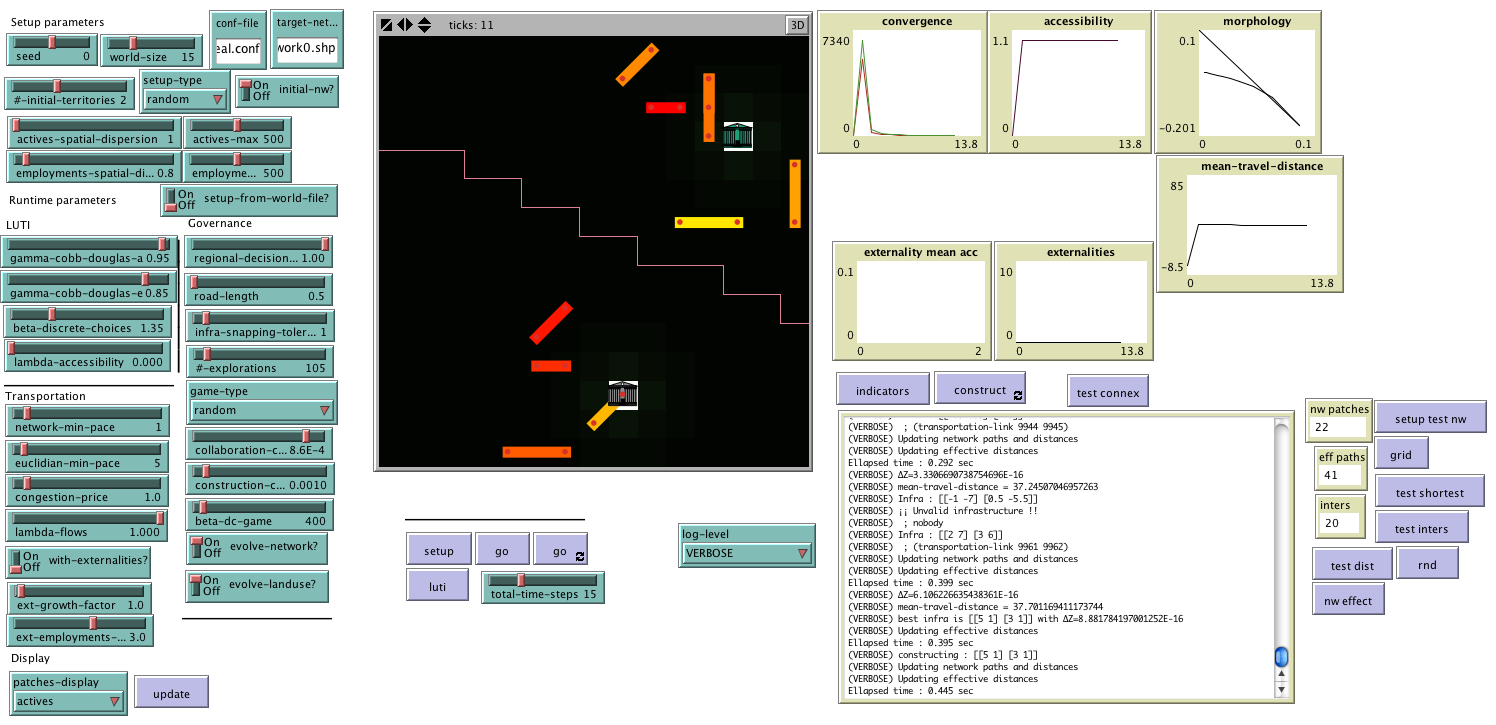 Setup parameters
seed 0
world-size 15
conf-file
eal.conf
target-net...
work0.shp
#-initial-territories 2
setup-type
random
On
Off
initial-nw?
actives-spatial-dispersion 1
actives-max 500
employments-spatial-di... 0.8
employme... 500
Runtime parameters
On
Off
setup-from-world-file?
LUTI
Governance
gamma-cobb-douglas-a 0.95
regional-decision... 1.00
gamma-cobb-douglas-e 0.85
road-length 0.5
beta-discrete-choices 1.35
infra-snapping-toler... 1
lambda-accessibility 0.000
#-explorations 105
Transportation
game-type
random
network-min-pace 1
collaboration-c... 8.6E-4
euclidian-min-pace 5
construction-c... 0.0010
congestion-price 1.0
beta-dc-game 400
lambda-flows 1.000
On
Off
evolve-network?
On
Off
with-externalities?
On
Off
evolve-landuse?
ext-growth-factor 1.0
ext-employments-... 3.0
Display
patches-display
actives
update
ticks: 11
3D
setup
go
go
luti
total-time-steps 15
log-level
VERBOSE
convergence
7340
0
0
13.8
accessibility
1.1
0
0
13.8
morphology
0.1
-0.201
0
0.1
mean-travel-distance
85
-8.5
0
13.8
externality mean acc
0.1
0
0
2
externalities
10
0
0
13.8
indicators
construct
test connex
(VERBOSE) ; (transportation-link 9944 9945)
(VERBOSE) Updating network paths and distances
(VERBOSE) Updating effective distances
Ellapsed time : 0.292 sec
(VERBOSE) ΔZ=3.3306690738754696E-16
(VERBOSE) mean-travel-distance = 37.24507046957263
(VERBOSE) Infra : [[-1 -7] [0.5 -5.5]]
(VERBOSE) ¡¡ Unvalid infrastructure !!
(VERBOSE) ; nobody
(VERBOSE) Infra : [[2 7] [3 6]]
(VERBOSE) ; (transportation-link 9961 9962)
(VERBOSE) Updating network paths and distances
(VERBOSE) Updating effective distances
Ellapsed time : 0.399 sec
(VERBOSE) ΔZ=6.106226635438361E-16
(VERBOSE) mean-travel-distance = 37.701169411173744
(VERBOSE) best infra is [[5 1] [3 1]] with ΔZ=8.881784197001252E-16
(VERBOSE) Updating effective distances
Ellapsed time : 0.395 sec
(VERBOSE) constructing : [[5 1] [3 1]]
(VERBOSE) Updating network paths and distances
(VERBOSE) Updating effective distances
Ellapsed time : 0.445 sec
nw patches
22
setup test nw
eff paths
41
grid
inters
20
test shortest
test inters
test dist
rnd
nw effect